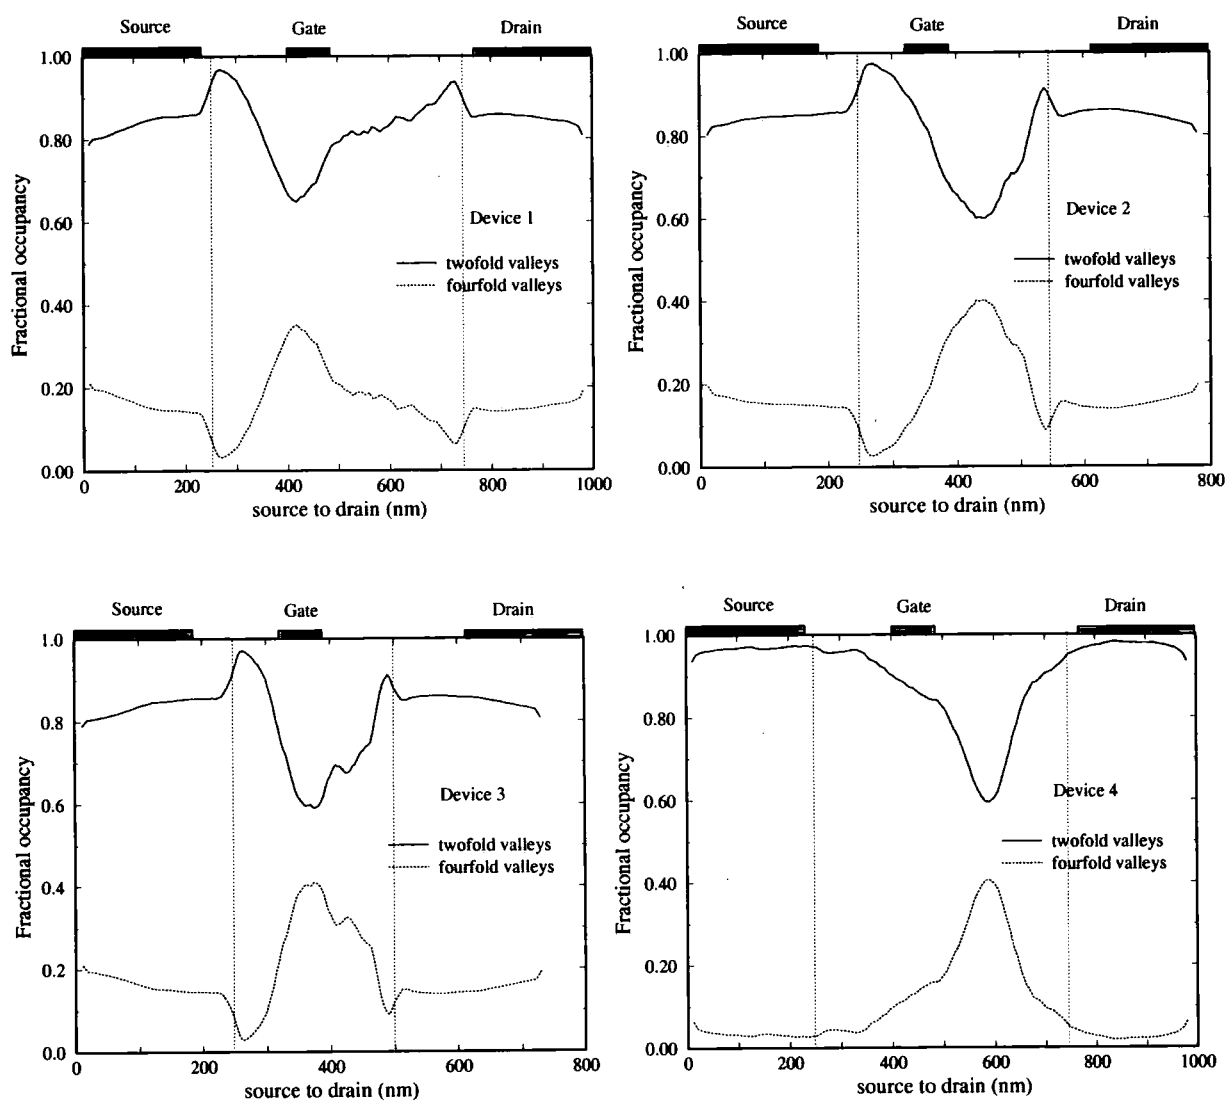 Source Gate Drain
1.00
0.80
0.60
0.40
0.20
0.00
Fractional occupancy
Device 1
twofold valleys
fourfold valleys
0 200 400 600 800 1000
source to drain (nm)
Source Gate Drain
1.00
0.80
0.60
0.40
0.20
0.00
Fractional occupancy
Device 2
twofold valleys
fourfold valleys
0 200 400 600 800
source to drain (nm)
Source Gate Drain
1.0
0.8
0.6
0.4
0.2
0.0
Fractional occupancy
Device 3
twofold valleys
fourfold valleys
0 200 400 600 800
source to drain (nm)
Source Gate Drain
1.00
0.80
0.60
0.40
0.20
0.00
Fractional occupancy
Device 4
twofold valleys
fourfold valleys
0 200 400 600 800 1000
source to drain (nm)